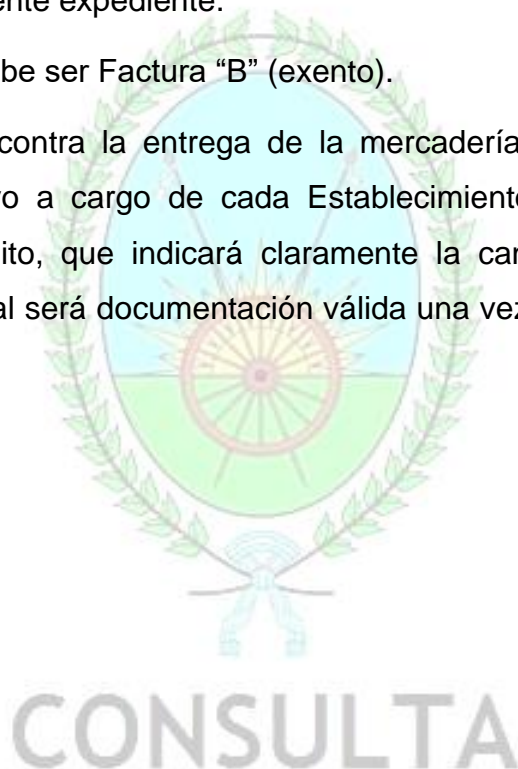 ente expediente.
be ser Factura “B” (exento).
contra la entrega de la mercadería
o a cargo de cada Establecimiento
ito, que indicará claramente la can
al será documentación válida una vez
CONSULTA